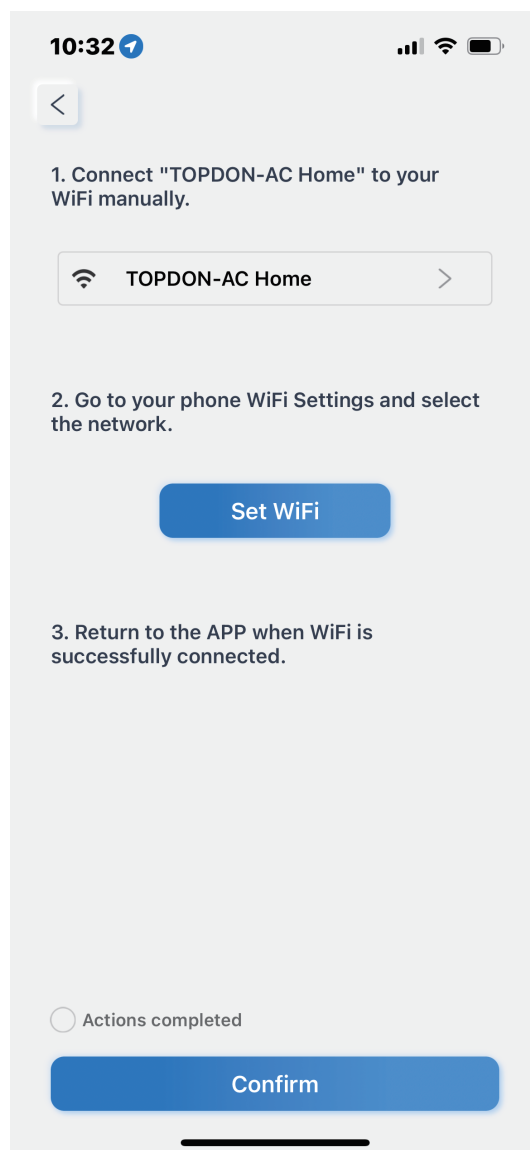 10:32
1. Connect "TOPDON-AC Home" to your
WiFi manually.
TOPDON-AC Home
2. Go to your phone WiFi Settings and select
the network.
Set WiFi
3. Return to the APP when WiFi is
successfully connected.
Actions completed
Confirm